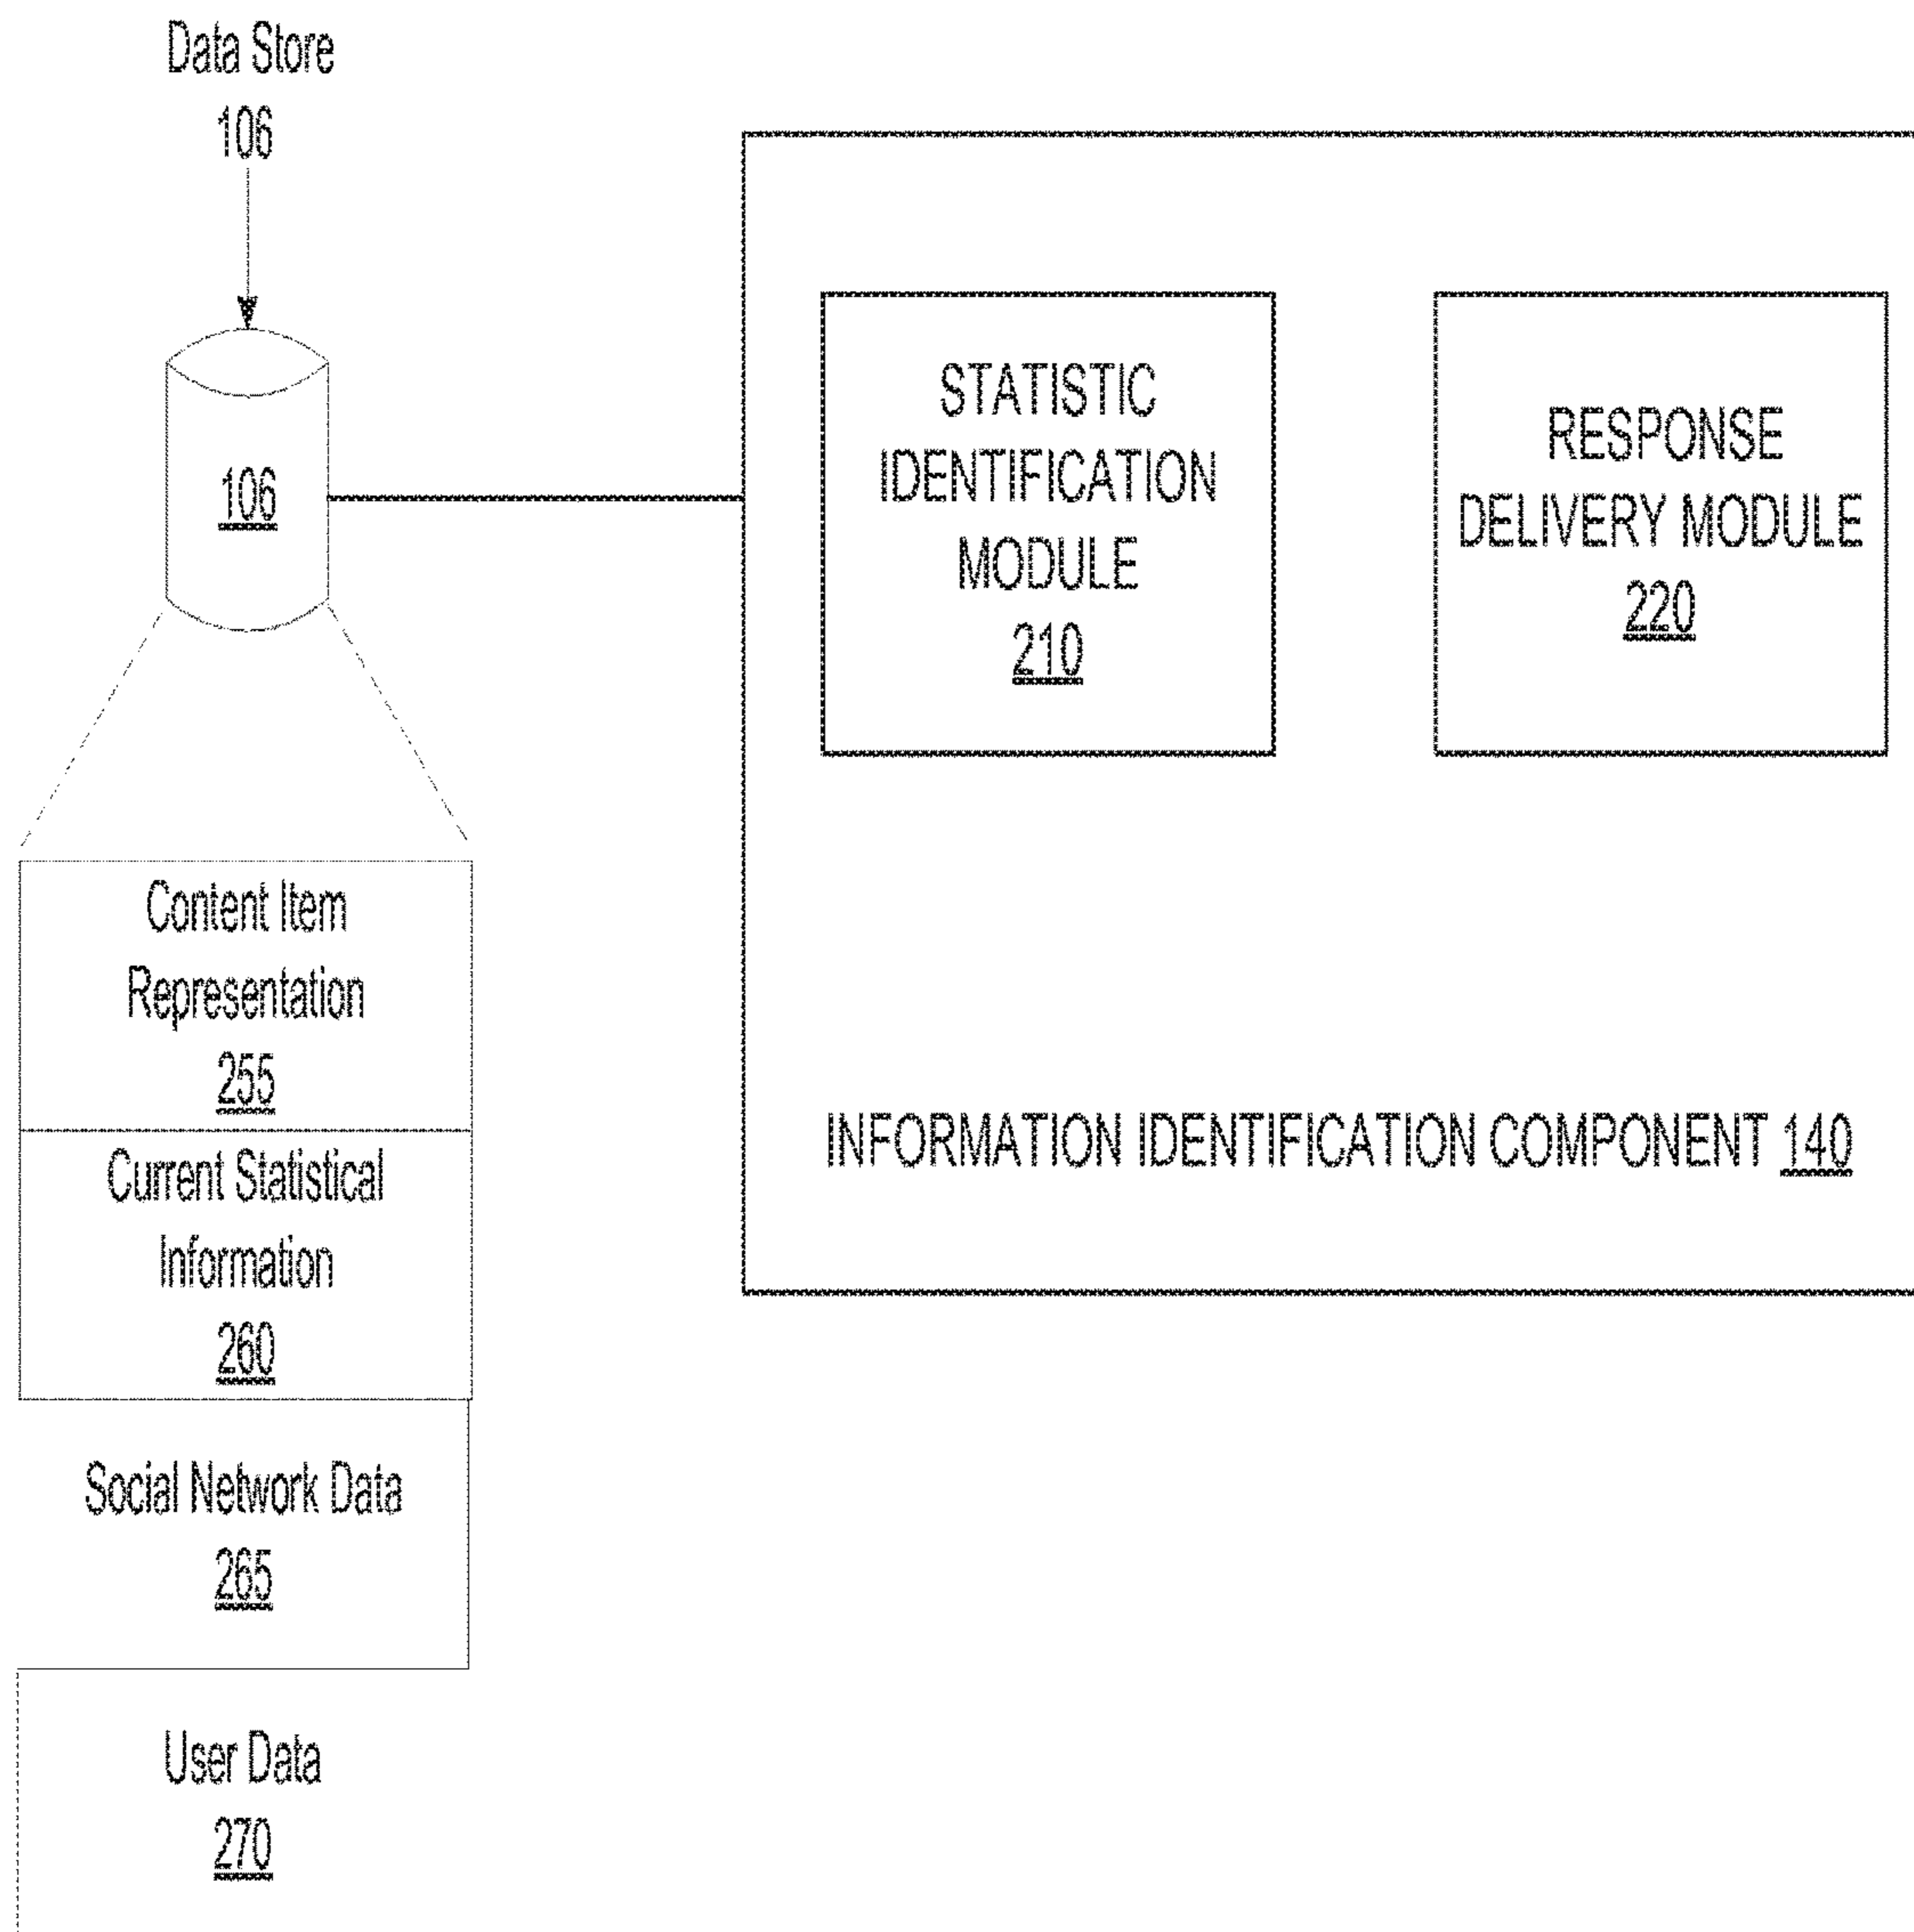 Data Store
106
106
STATISTIC
IDENTIFICATION
MODULE
210
RESPONSE
DELIVERY MODULE
220
INFORMATION IDENTIFICATION COMPONENT 140
Content Item
Representation
255
Current Statistical
Information
260
Social Network Data
265
User Data
270